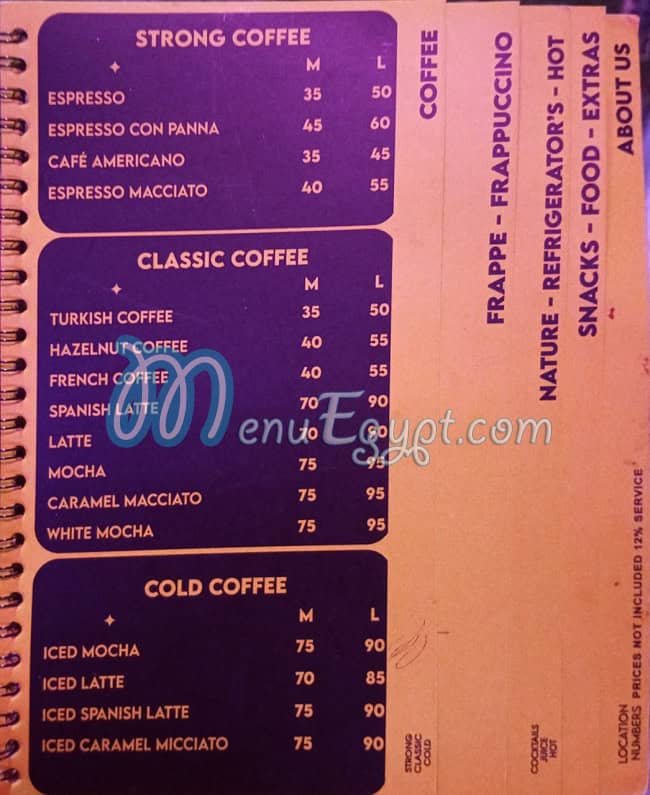 STRONG COFFEE
M L
ESPRESSO 35 50
ESPRESSO CON PANNA 45 60
CAFÉ AMERICANO 35 45
ESPRESSO MACCIATO 40 55
CLASSIC COFFEE
M L
TURKISH COFFEE 35 50
HAZELNUT COFFEE 40 55
FRENCH COFFEE 40 55
SPANISH LATTE 70 90
LATTE 70 90
MOCHA 75 95
CARAMEL MACCIATO 75 95
WHITE MOCHA 75 95
COLD COFFEE
M L
ICED MOCHA 75 90
ICED LATTE 70 85
ICED SPANISH LATTE 75 90
ICED CARAMEL MICCIATO 75 90
MenuEgypt.com
COFFEE
STRONG
CLASSIC
COLD
FRAPPE - FRAPPUCCINO
NATURE - REFRIGERATOR'S - HOT
COCKTAILS
JUICE
HOT
SNACKS - FOOD - EXTRAS
ABOUT US
LOCATION
NUMBERS PRICES NOT INCLUDED 12% SERVICE